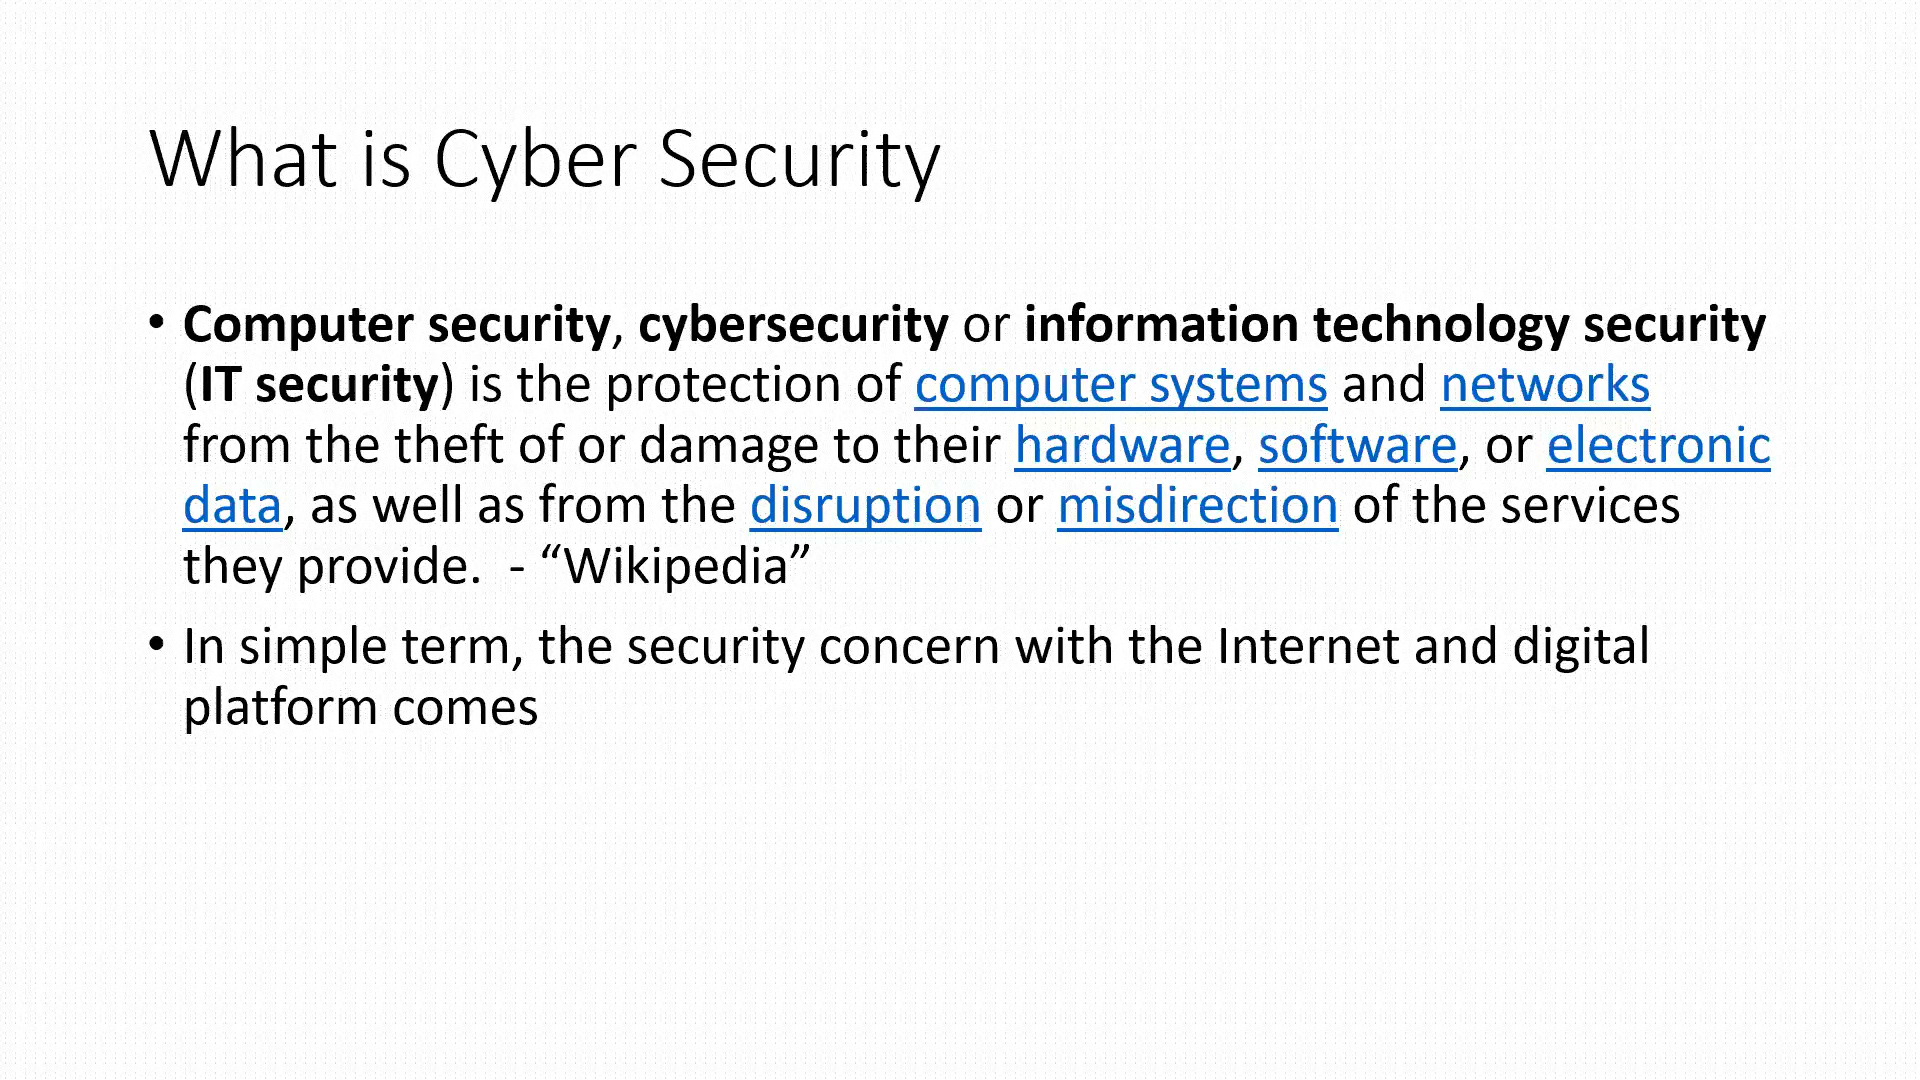 What is Cyber Security
• Computer security, cybersecurity or information technology security
(IT security) is the protection of computer systems and networks
from the theft of or damage to their hardware, software, or electronic
data, as well as from the disruption or misdirection of the services
they provide.  - “Wikipedia”
• In simple term, the security concern with the Internet and digital
platform comes